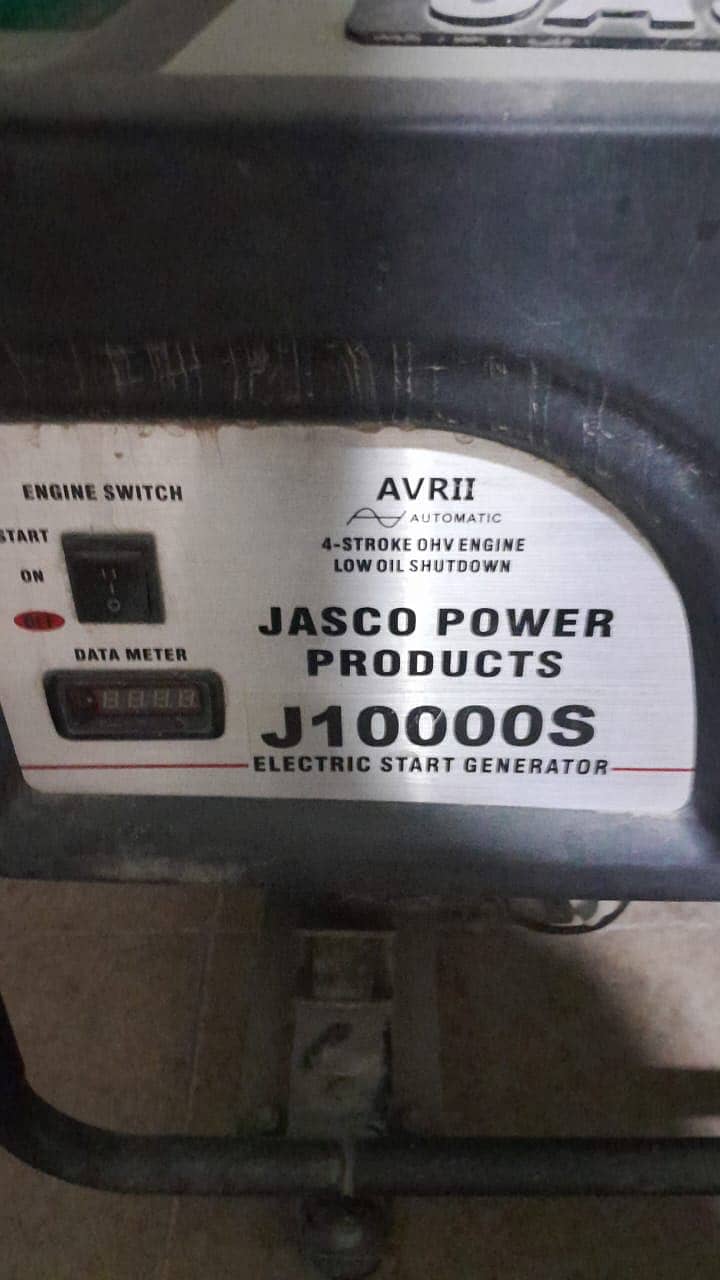 ENGINE SWITCH
START
ON
OFF
DATA METER
AVRII
AUTOMATIC
4-STROKE OHV ENGINE
LOW OIL SHUTDOWN
JASCO POWER
PRODUCTS
J10000S
ELECTRIC START GENERATOR